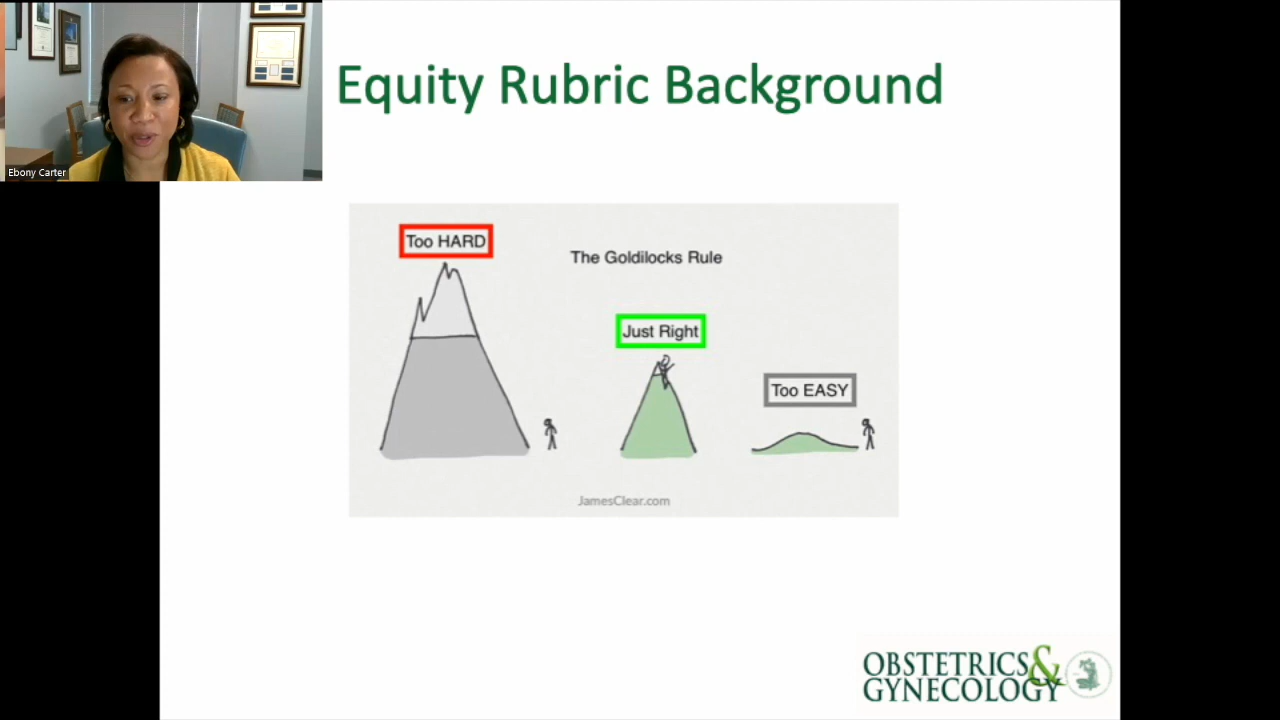 Equity Rubric Background
Ebony Carter
Too HARD
The Goldilocks Rule
Just Right
Too EASY
JamesClear.com
OBSTETRICS &
GYNECOLOGY